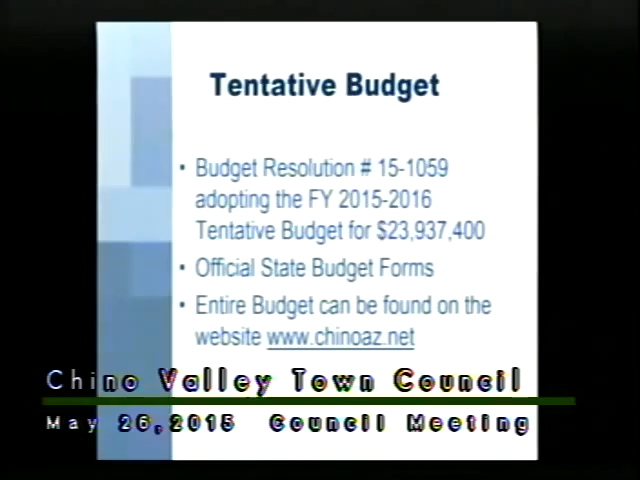 Tentative Budget
• Budget Resolution # 15-1059
adopting the FY 2015-2016
Tentative Budget for $23,937,400
• Official State Budget Forms
• Entire Budget can be found on the
website www.chinoaz.net
Chino Valley Town Council
May 26,2015 Council Meeting